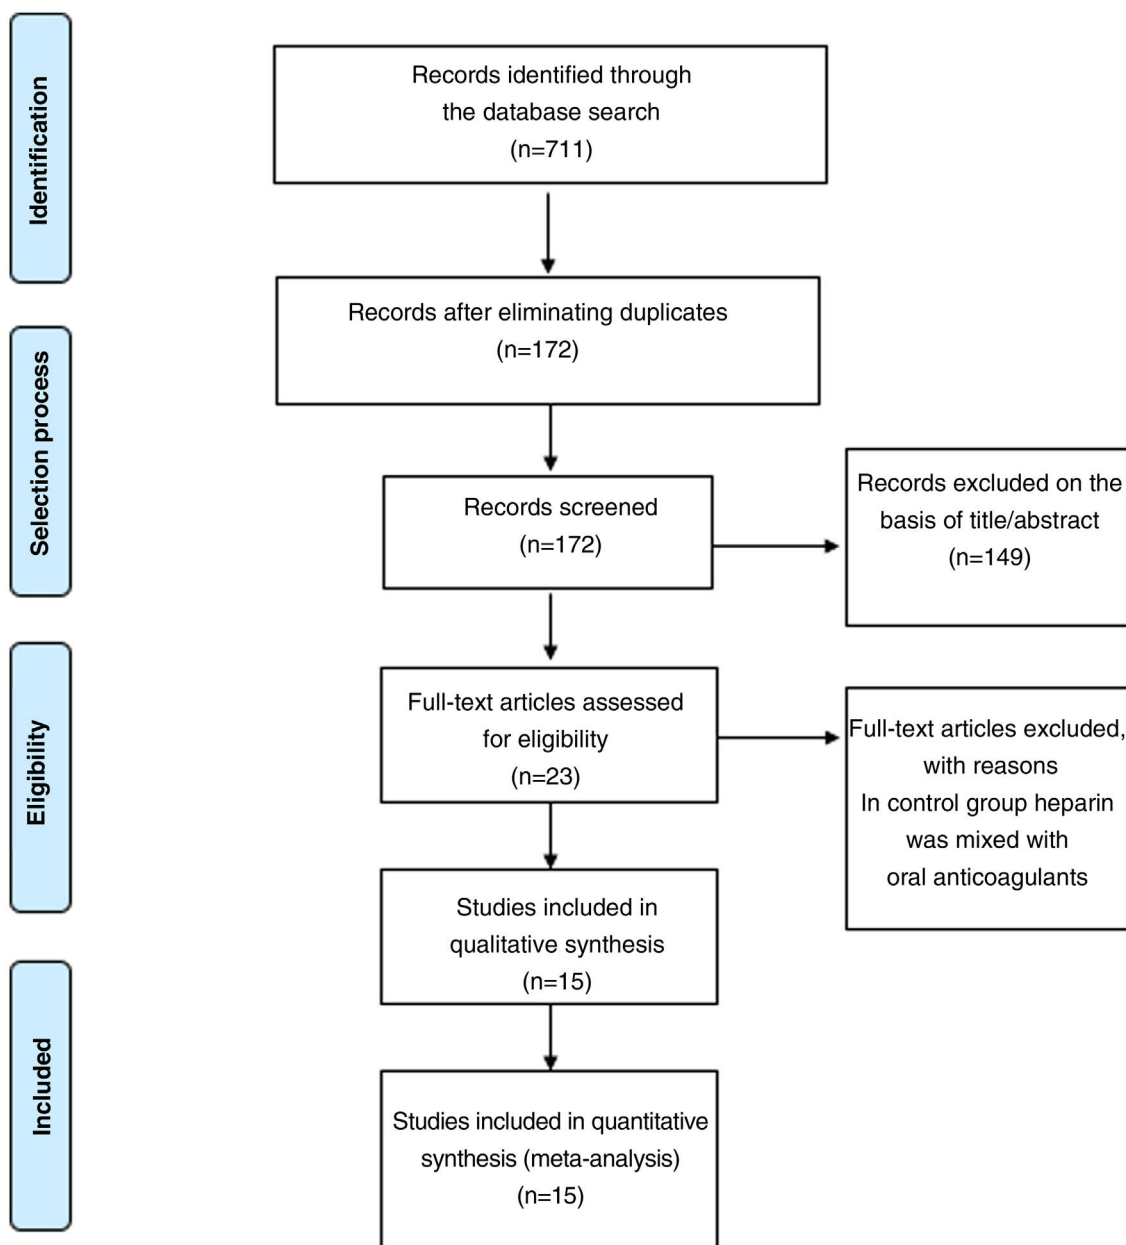 Identification
Records identified through
the database search
(n=711)
Records after eliminating duplicates
(n=172)
Selection process
Records screened
(n=172)
Records excluded on the
basis of title/abstract
(n=149)
Eligibility
Full-text articles assessed
for eligibility
(n=23)
Full-text articles excluded,
with reasons
In control group heparin
was mixed with
oral anticoagulants
Studies included in
qualitative synthesis
(n=15)
Included
Studies included in quantitative
synthesis (meta-analysis)
(n=15)